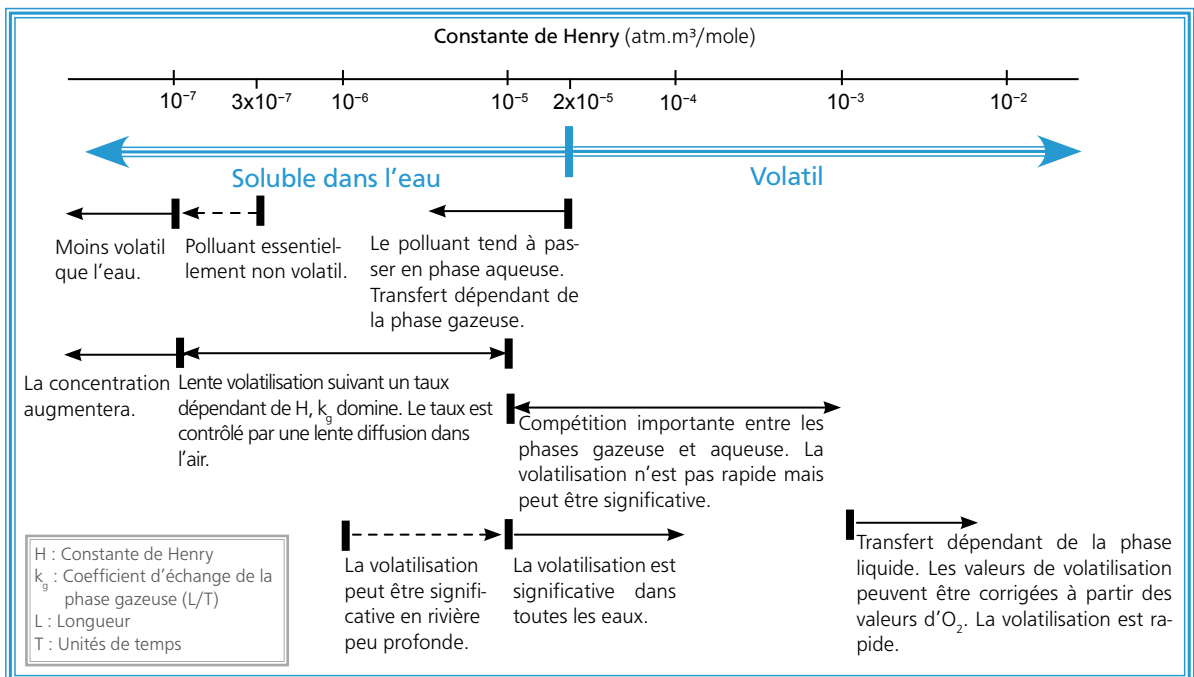 Constante de Henry (atm.m³/mole)
10⁻⁷ 3x10⁻⁷ 10⁻⁶ 10⁻⁵ 2x10⁻⁵ 10⁻⁴ 10⁻³ 10⁻²
Soluble dans l'eau
Volatil
Moins volatil
que l'eau.
Polluant essentiel-
lement non volatil.
Le polluant tend à pas-
ser en phase aqueuse.
Transfert dépendant de
la phase gazeuse.
La concentration
augmentera.
Lente volatilisation suivant un taux
dépendant de H, k_g domine. Le taux est
contrôlé par une lente diffusion dans
l'air.
Compétition importante entre les
phases gazeuse et aqueuse. La
volatilisation n'est pas rapide mais
peut être significative.
La volatilisation
peut être signifi-
cative en rivière
peu profonde.
La volatilisation est
significative dans
toutes les eaux.
Transfert dépendant de la phase
liquide. Les valeurs de volatilisation
peuvent être corrigées à partir des
valeurs d'O₂. La volatilisation est ra-
pide.
H : Constante de Henry
k_g : Coefficient d'échange de la
phase gazeuse (L/T)
L : Longueur
T : Unités de temps